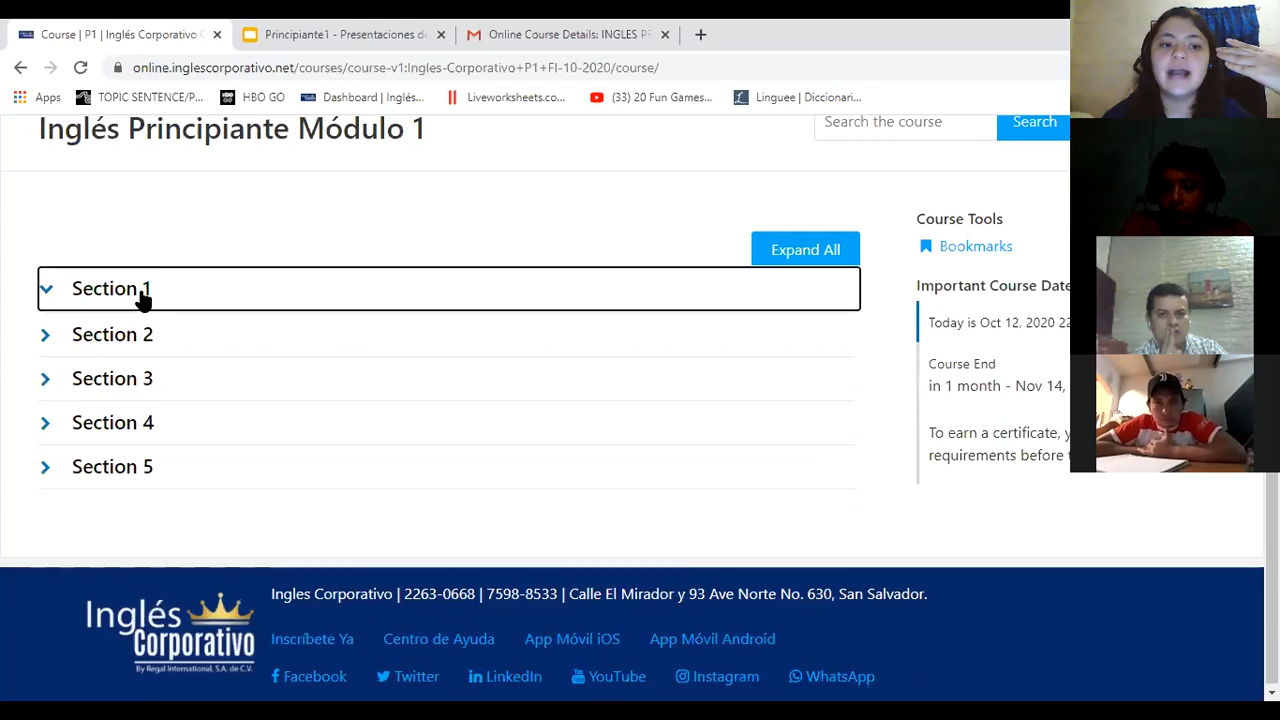 Course | P1 | Inglés Corporativo
Principiante1 - Presentaciones de
Online Course Details: INGLES P
online.inglescorporativo.net/courses/course-v1:Ingles-Corporativo+P1+FI-10-2020/course/
Apps
TOPIC SENTENCE/P...
HBO GO
Dashboard | Inglés...
Liveworksheets.co...
(33) 20 Fun Games...
Linguee | Diccionari...
Inglés Principiante Módulo 1
Search the course
Search
Expand All
Section 1
Section 2
Section 3
Section 4
Section 5
Course Tools
Bookmarks
Important Course Date
Today is Oct 12, 2020 22
Course End
in 1 month - Nov 14,
To earn a certificate, y
requirements before t
Inglés
Corporativo
By Regal International, S.A. de C.V.
Ingles Corporativo | 2263-0668 | 7598-8533 | Calle El Mirador y 93 Ave Norte No. 630, San Salvador.
Inscríbete Ya
Centro de Ayuda
App Móvil iOS
App Móvil Android
Facebook
Twitter
LinkedIn
YouTube
Instagram
WhatsApp